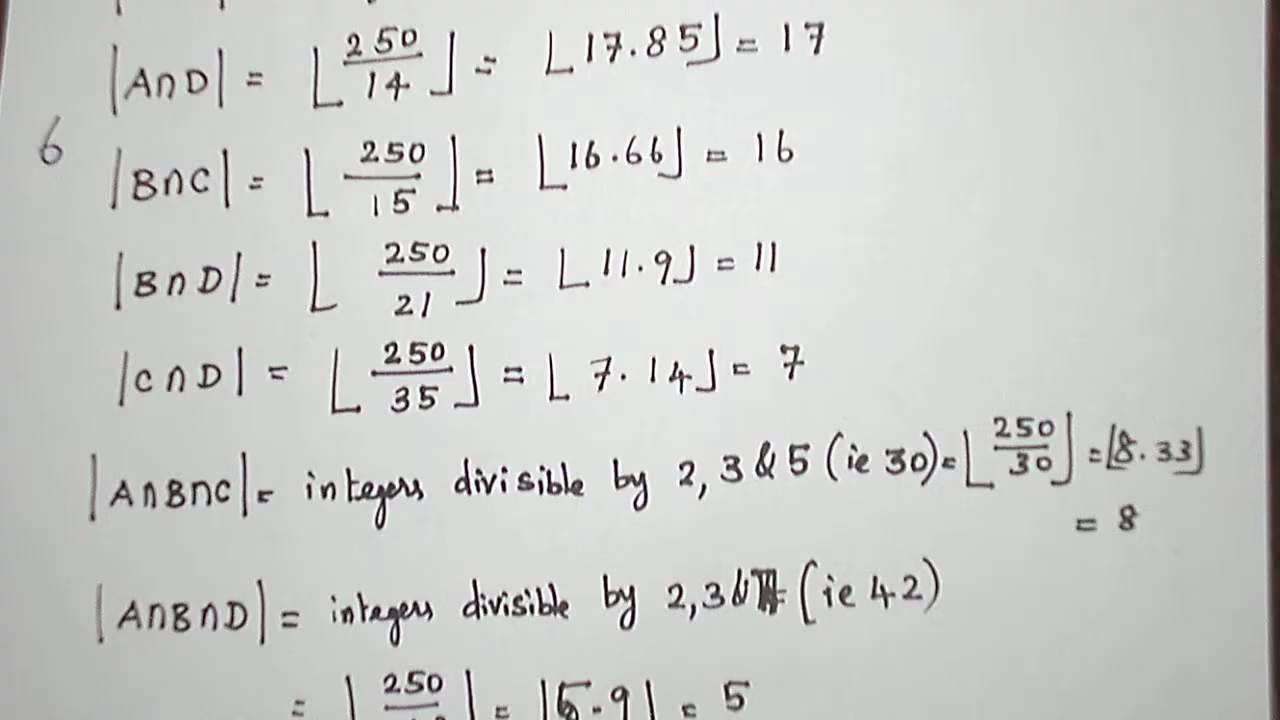 |A∩D| = ⌊250/14⌋ = ⌊17.85⌋ = 17
6
|B∩C| = ⌊250/15⌋ = ⌊16.66⌋ = 16
|B∩D| = ⌊250/21⌋ = ⌊11.9⌋ = 11
|C∩D| = ⌊250/35⌋ = ⌊7.14⌋ = 7
|A∩B∩C| = integers divisible by 2, 3 & 5 (ie 30) = ⌊250/30⌋ = ⌊8.33⌋
= 8
|A∩B∩D| = integers divisible by 2, 3 & 7 (ie 42)
= ⌊250/ ⌋ = ⌊5.9⌋ = 5